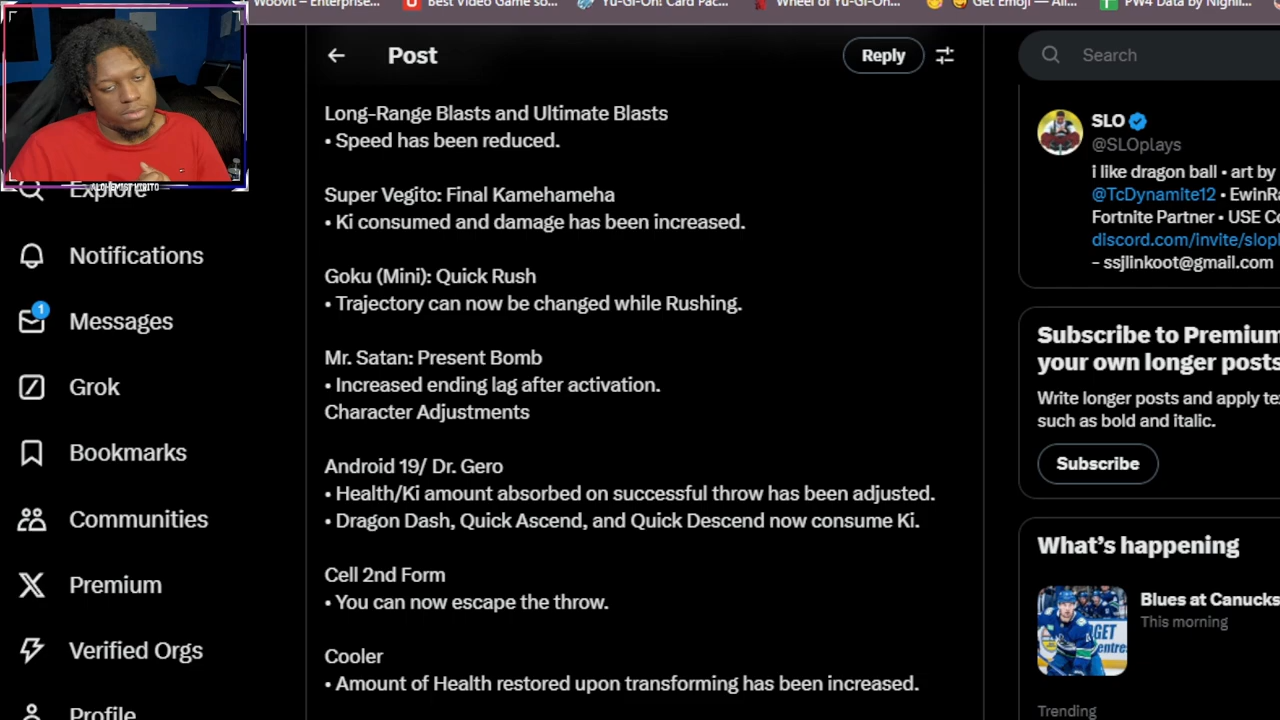 Woovit – Enterprise...
Best Video Game so...
Yu-Gi-Oh! Card Pac...
Wheel of Yu-Gi-Oh...
Get Emoji — All...
PW4 Data by Nighli...
Post
Reply
Search
ALCHEMIST KIRITO
Explore
Notifications
1
Messages
Grok
Bookmarks
Communities
Premium
Verified Orgs
Profile
Long-Range Blasts and Ultimate Blasts
• Speed has been reduced.
Super Vegito: Final Kamehameha
• Ki consumed and damage has been increased.
Goku (Mini): Quick Rush
• Trajectory can now be changed while Rushing.
Mr. Satan: Present Bomb
• Increased ending lag after activation.
Character Adjustments
Android 19/ Dr. Gero
• Health/Ki amount absorbed on successful throw has been adjusted.
• Dragon Dash, Quick Ascend, and Quick Descend now consume Ki.
Cell 2nd Form
• You can now escape the throw.
Cooler
• Amount of Health restored upon transforming has been increased.
SLO
@SLOplays
i like dragon ball • art by
@TcDynamite12 • EwinRa
Fortnite Partner • USE Co
discord.com/invite/slopl
– ssjlinkoot@gmail.com
Subscribe to Premium
your own longer posts
Write longer posts and apply te
such as bold and italic.
Subscribe
What's happening
Blues at Canucks
This morning
Trending